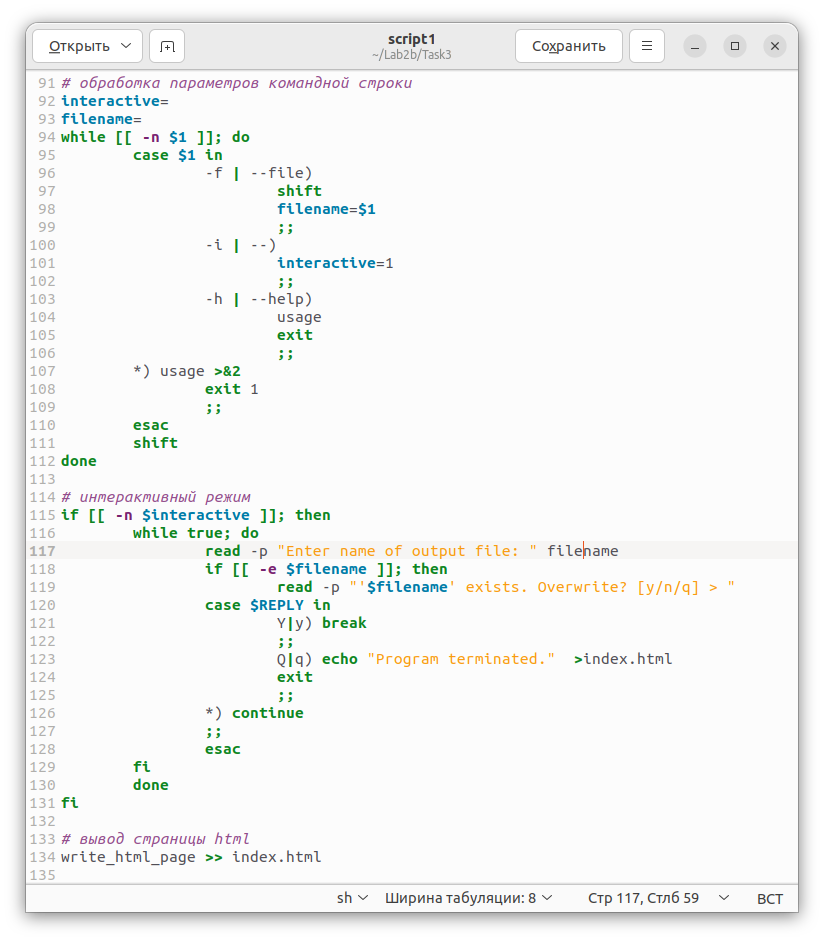 Открыть
script1
~/Lab2b/Task3
Сохранить
91 # обработка параметров командной строки
92 interactive=
93 filename=
94 while [[ -n $1 ]]; do
95         case $1 in
96                 -f | --file)
97                         shift
98                         filename=$1
99                         ;;
100                 -i | --)
101                         interactive=1
102                         ;;
103                 -h | --help)
104                         usage
105                         exit
106                         ;;
107         *) usage >&2
108                 exit 1
109                 ;;
110         esac
111         shift
112 done
113
114 # интерактивный режим
115 if [[ -n $interactive ]]; then
116         while true; do
117                 read -p "Enter name of output file: " filename
118                 if [[ -e $filename ]]; then
119                         read -p "'$filename' exists. Overwrite? [y/n/q] > "
120                 case $REPLY in
121                         Y|y) break
122                         ;;
123                         Q|q) echo "Program terminated."  >index.html
124                         exit
125                         ;;
126                 *) continue
127                 ;;
128                 esac
129         fi
130         done
131 fi
132
133 # вывод страницы html
134 write_html_page >> index.html
135
sh Ширина табуляции: 8 Стр 117, Стлб 59 ВСТ